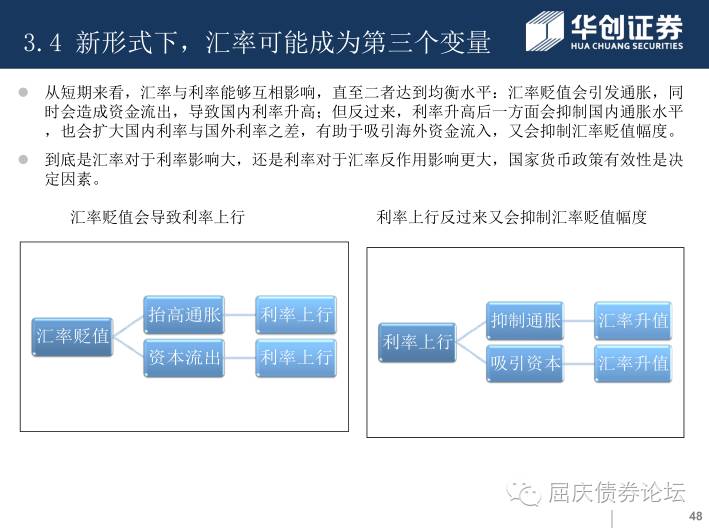 3.4 新形式下，汇率可能成为第三个变量
华创证券
HUA CHUANG SECURITIES
从短期来看，汇率与利率能够互相影响，直至二者达到均衡水平：汇率贬值会引发通胀，同
时会造成资金流出，导致国内利率升高；但反过来，利率升高后一方面会抑制国内通胀水平
，也会扩大国内利率与国外利率之差，有助于吸引海外资金流入，又会抑制汇率贬值幅度。
到底是汇率对于利率影响大，还是利率对于汇率反作用影响更大，国家货币政策有效性是决
定因素。
汇率贬值会导致利率上行
汇率贬值
抬高通胀
利率上行
资本流出
利率上行
利率上行反过来又会抑制汇率贬值幅度
利率上行
抑制通胀
汇率升值
吸引资本
汇率升值
屈庆债券论坛
48